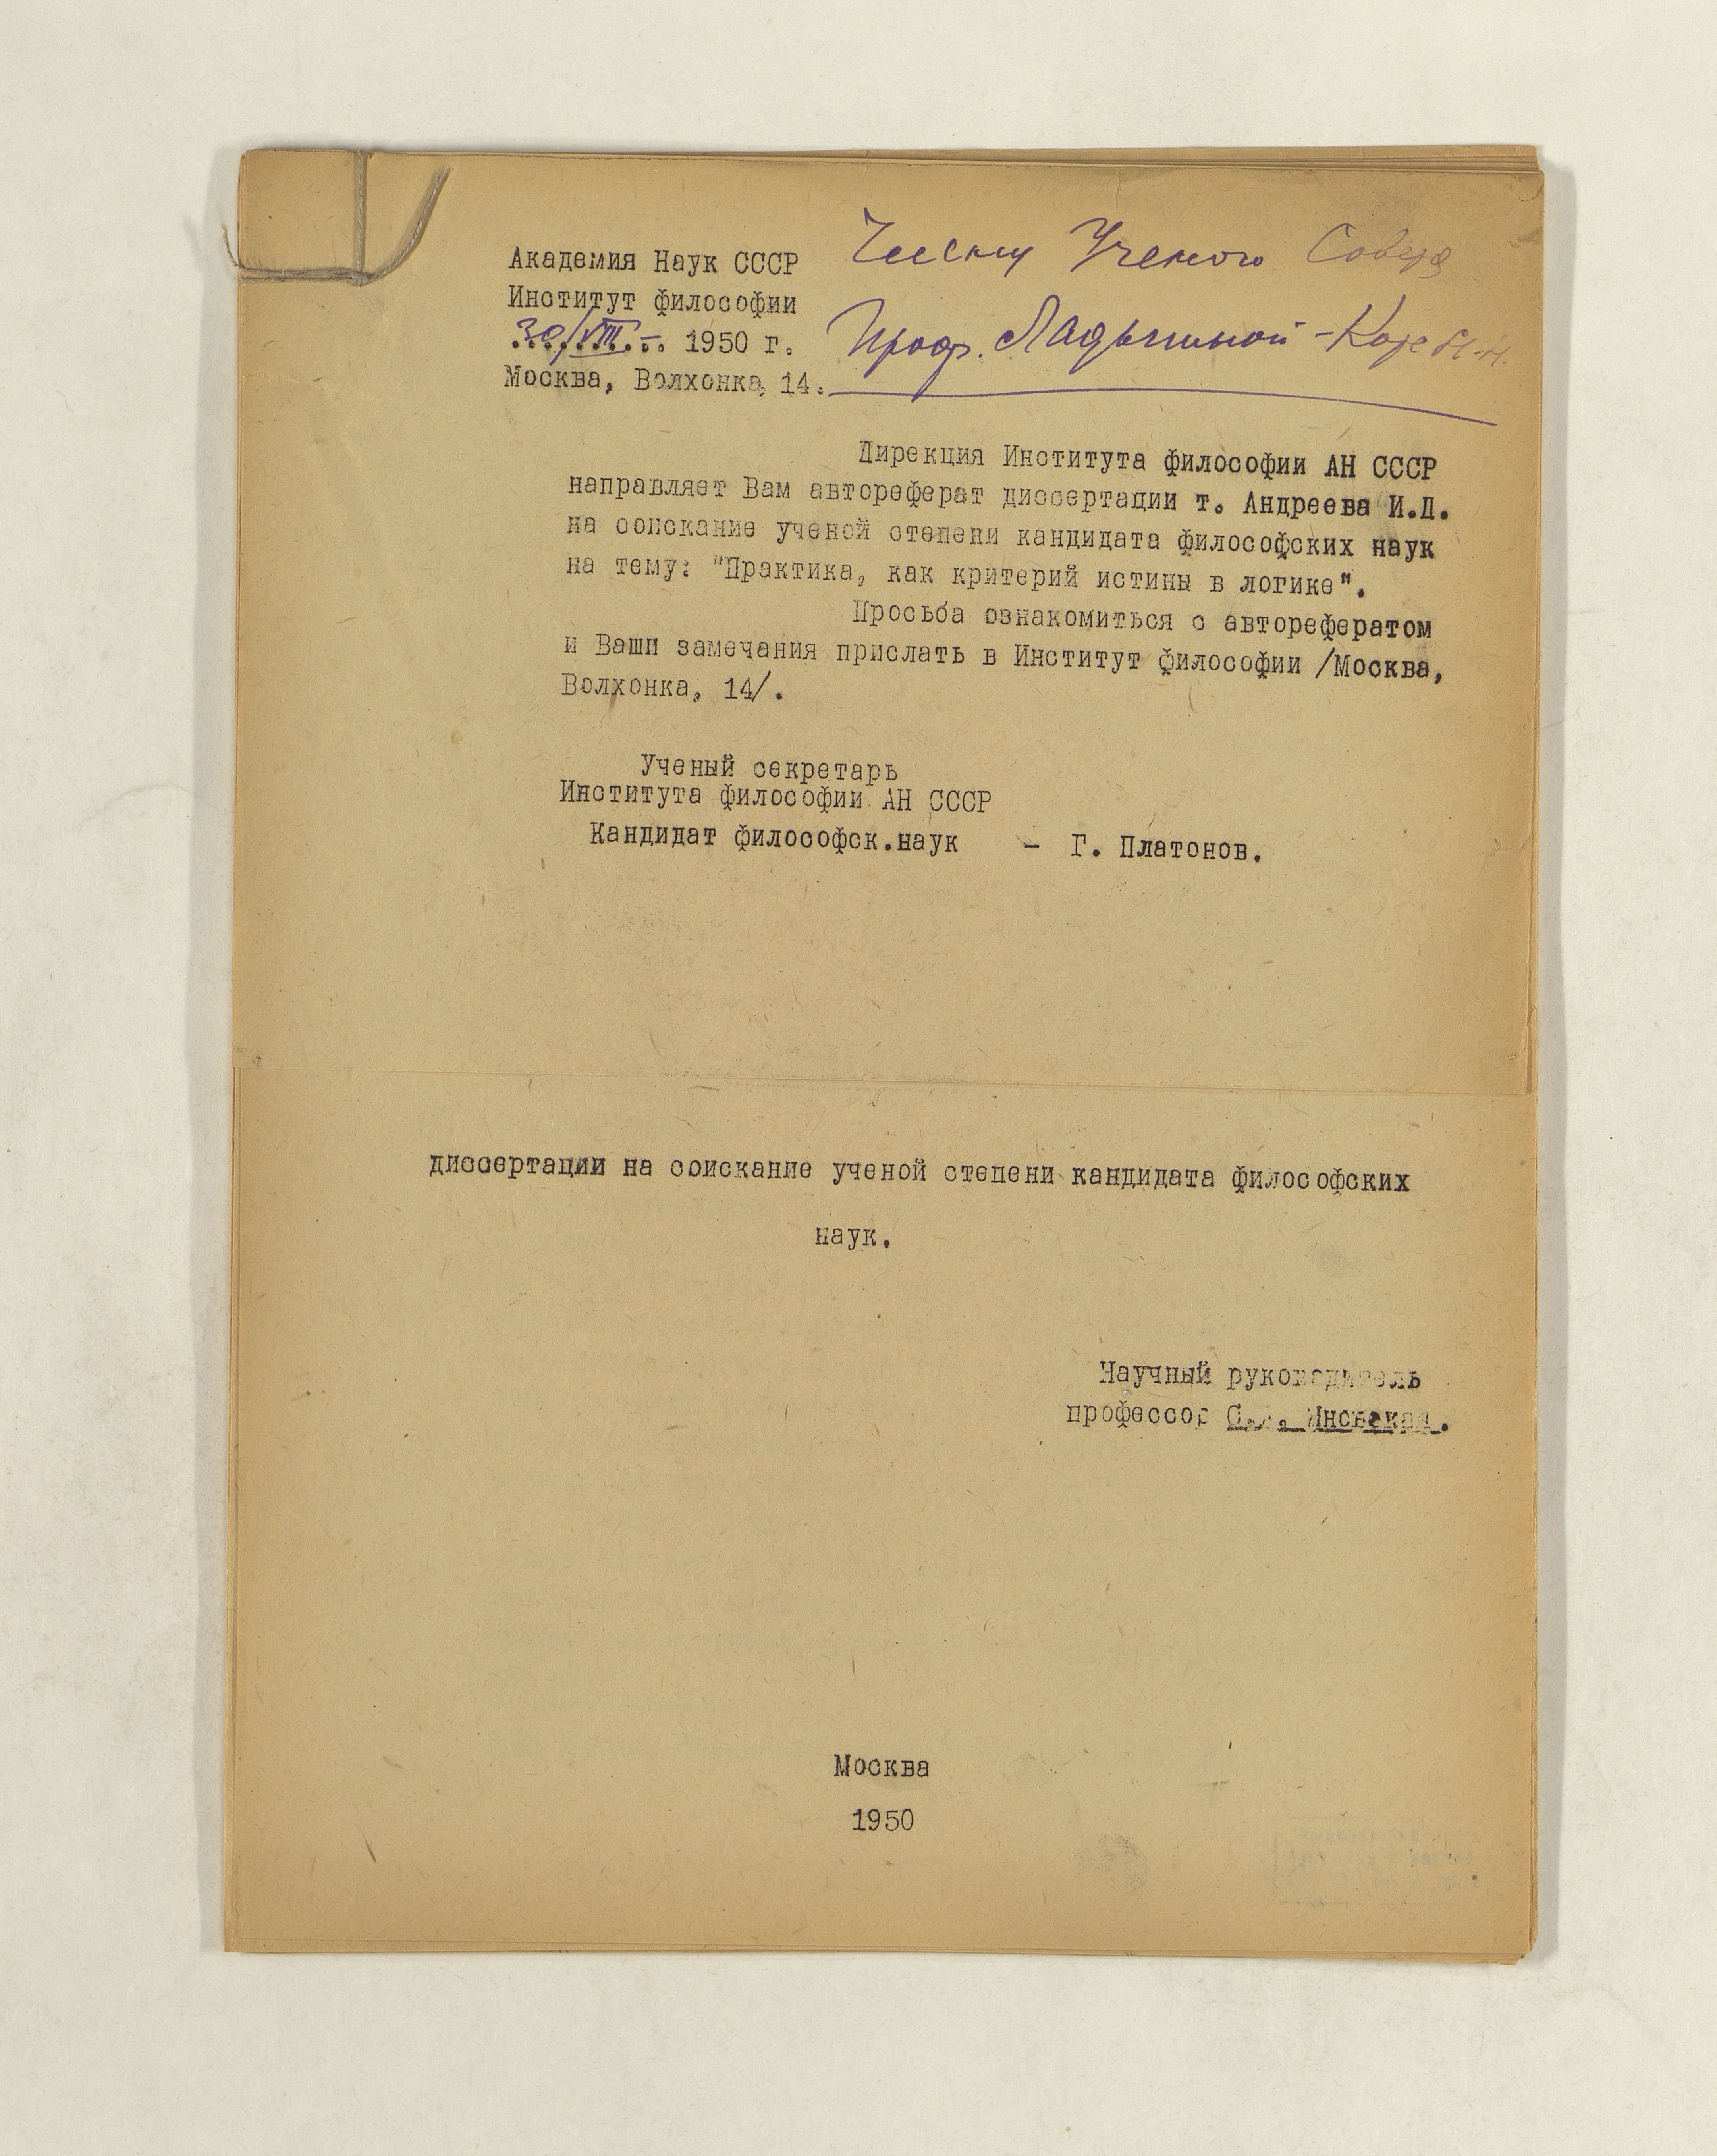 Академия Наук СССР
Члену Ученого Совета
Институт философии
30/VIII- 1950 г.
Проф. Ладыгиной-Котс Н.Н.
Москва, Волхонка, 14.
Дирекция Института философии АН СССР
направляет Вам автореферат диссертации т. Андреева И.Д.
на соискание ученой степени кандидата философских наук
на тему: "Практика, как критерий истины в логике".
Просьба ознакомиться с авторефератом
и Ваши замечания прислать в Институт философии /Москва,
Волхонка, 14/.
Ученый секретарь
Института философии АН СССР
Кандидат философск.наук - Г. Платонов.
диссертации на соискание ученой степени кандидата философских
наук.
Научный руководитель
профессор С.А. Яновская.
Москва
1950